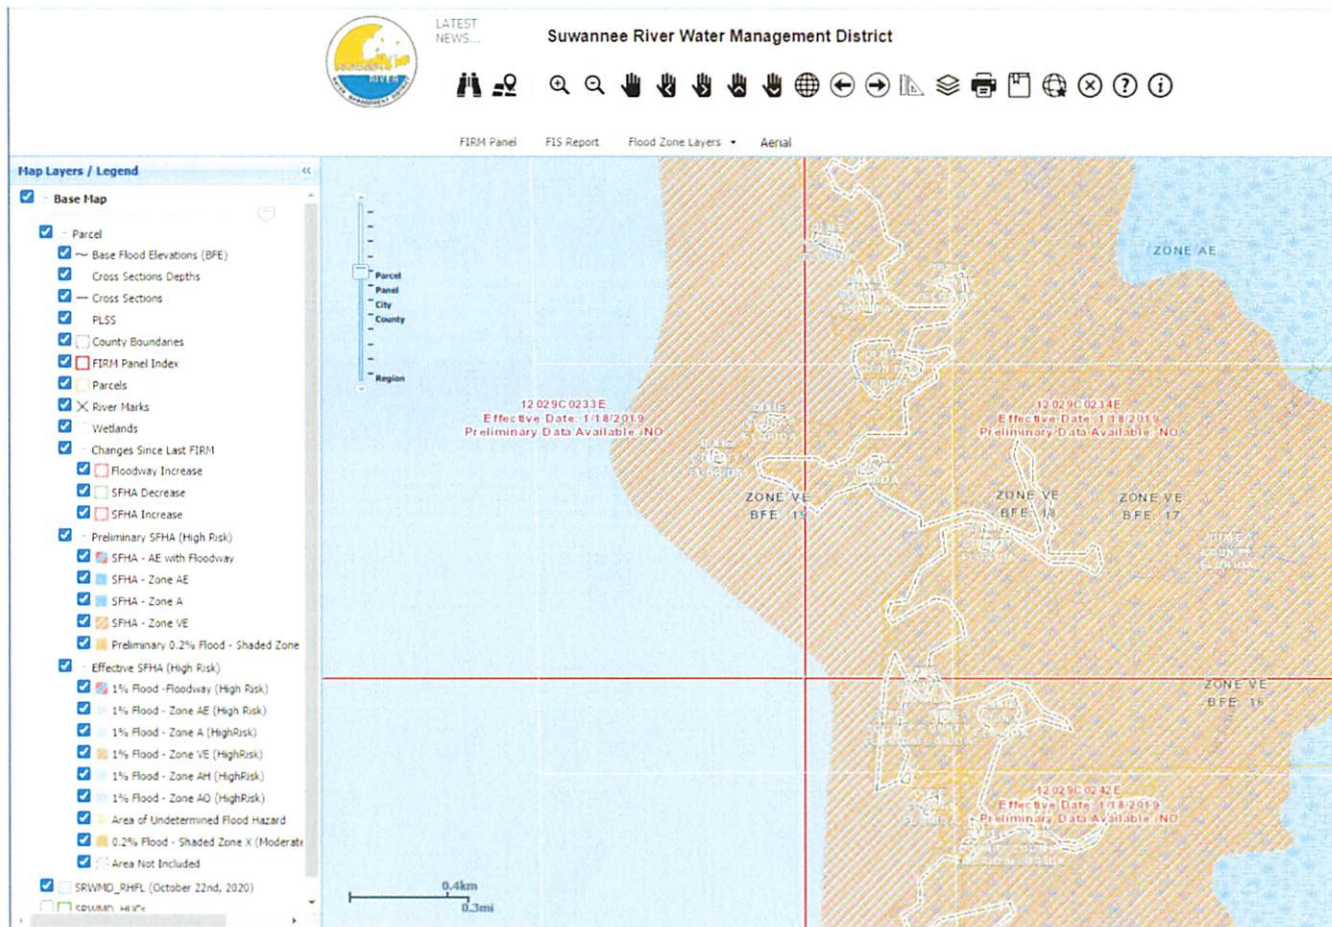 LATEST
NEWS...
Suwannee River Water Management District
FIRM Panel FIS Report Flood Zone Layers Aerial
Map Layers / Legend
Base Map
Parcel
Base Flood Elevations (BFE)
Cross Sections Depths
Cross Sections
PLSS
County Boundaries
FIRM Panel Index
Parcels
River Marks
Wetlands
Changes Since Last FIRM
Floodway Increase
SFHA Decrease
SFHA Increase
Preliminary SFHA (High Risk)
SFHA - AE with Floodway
SFHA - Zone AE
SFHA - Zone A
SFHA - Zone VE
Preliminary 0.2% Flood - Shaded Zone
Effective SFHA (High Risk)
1% Flood -Floodway (High Risk)
1% Flood - Zone AE (High Risk)
1% Flood - Zone A (HighRisk)
1% Flood - Zone VE (HighRisk)
1% Flood - Zone AH (HighRisk)
1% Flood - Zone AO (HighRisk)
Area of Undetermined Flood Hazard
0.2% Flood - Shaded Zone X (Moderate
Area Not Included
SRWMD_RHFL (October 22nd, 2020)
SRWMD_HUCs
Parcel
Panel
City
County
Region
ZONE AE
12029C0233E
Effective Date: 1/18/2019
Preliminary Data Available: NO
12029C0234E
Effective Date: 1/18/2019
Preliminary Data Available: NO
DIXIE
COUNTY
FLORIDA
ZONE VE
BFE 19
ZONE VE
BFE 18
ZONE VE
BFE 17
DIXIE
COUNTY
FLORIDA
ZONE VE
BFE 16
12029C0242E
Effective Date: 1/18/2019
Preliminary Data Available: NO
0.4km
0.3mi